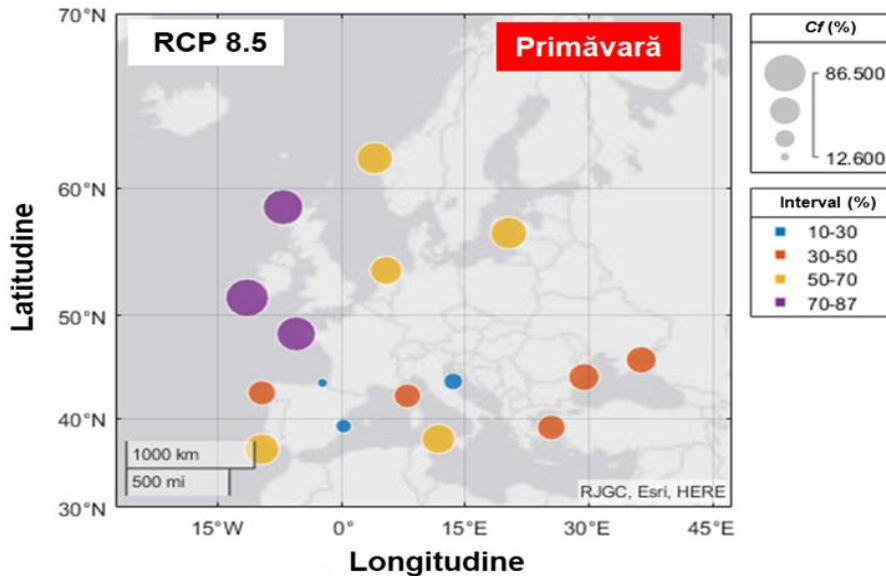 70°N
RCP 8.5
Primăvară
60°N
50°N
40°N
30°N
Latitudine
1000 km
500 mi
RJGC, Esri, HERE
15°W
0°
15°E
30°E
45°E
Longitudine
Cf (%)
86.500
12.600
Interval (%)
10-30
30-50
50-70
70-87